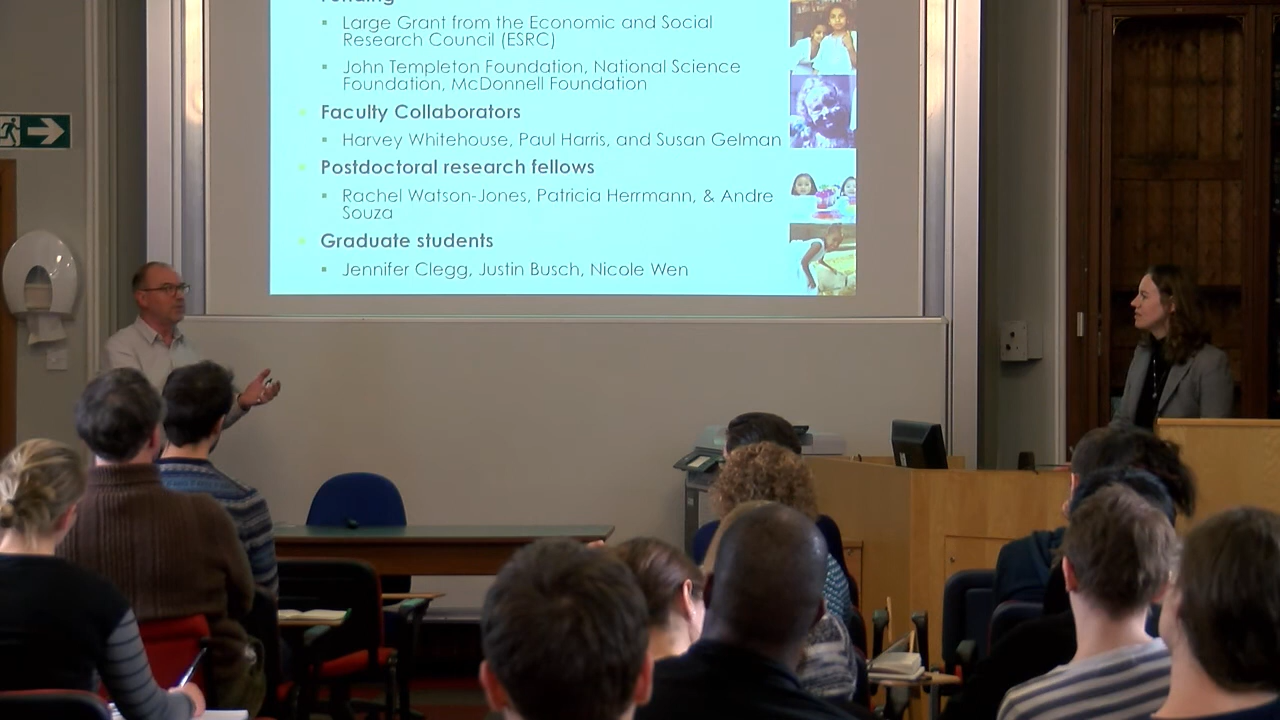 Funding
Large Grant from the Economic and Social
Research Council (ESRC)
John Templeton Foundation, National Science
Foundation, McDonnell Foundation
Faculty Collaborators
Harvey Whitehouse, Paul Harris, and Susan Gelman
Postdoctoral research fellows
Rachel Watson-Jones, Patricia Herrmann, & Andre
Souza
Graduate students
Jennifer Clegg, Justin Busch, Nicole Wen